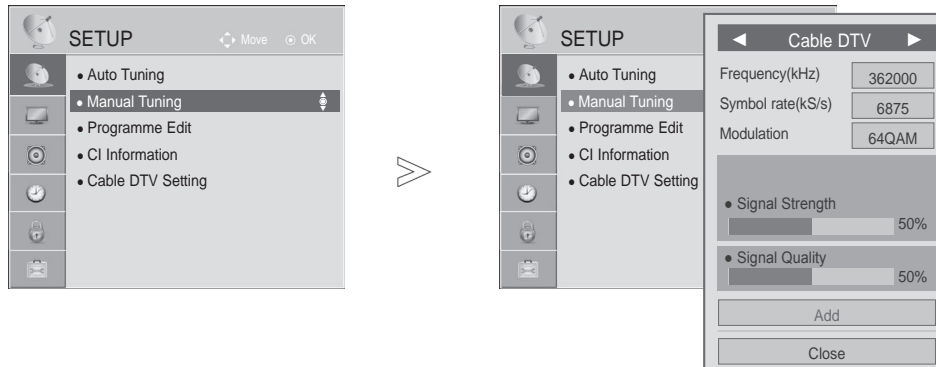 SETUP
Move OK
• Auto Tuning
• Manual Tuning
• Programme Edit
• CI Information
• Cable DTV Setting
SETUP
• Auto Tuning
• Manual Tuning
• Programme Edit
• CI Information
• Cable DTV Setting
◀ Cable DTV ▶
Frequency(kHz) 362000
Symbol rate(kS/s) 6875
Modulation 64QAM
• Signal Strength
50%
• Signal Quality
50%
Add
Close